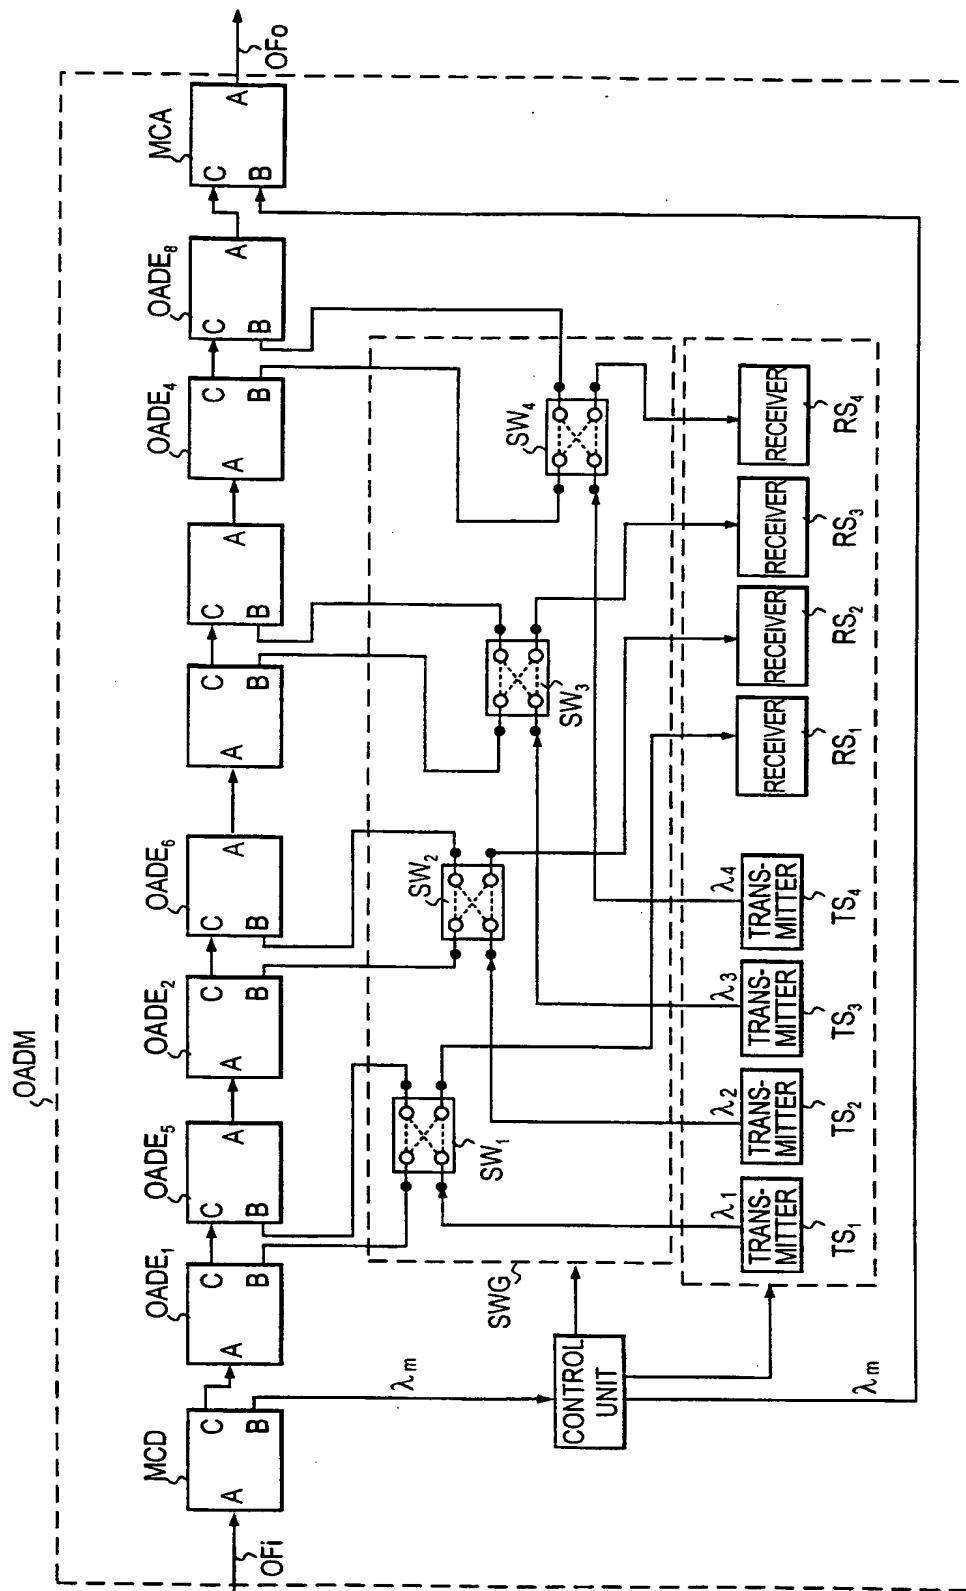 OADM
OFi
MCD
A
C
B
OADE1
A
C
B
OADE5
C
B
A
OADE2
A
C
B
OADE6
C
B
A
A
C
B
C
B
A
OADE4
A
C
B
OADE8
C
B
A
MCA
C
B
A
OFo
λm
SW1
SW2
SW3
SW4
SWG
CONTROL
UNIT
λm
λ1
TRANS-
MITTER
TS1
λ2
TRANS-
MITTER
TS2
λ3
TRANS-
MITTER
TS3
λ4
TRANS-
MITTER
TS4
RECEIVER
RS1
RECEIVER
RS2
RECEIVER
RS3
RECEIVER
RS4